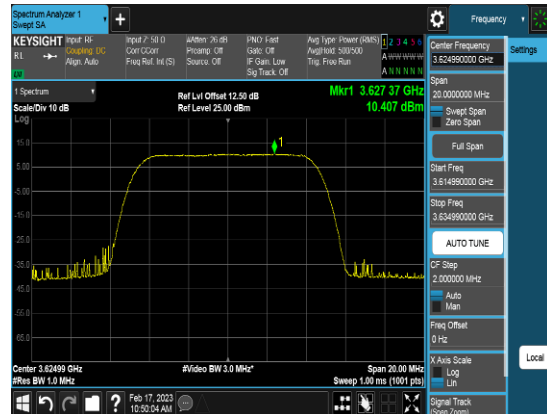 Spectrum Analyzer 1
Swept SA
+
Frequency
KEYSIGHT
RL
Input: RF
Coupling: DC
Align: Auto
Input Z: 50 Ω
Corr CCorr
Freq Ref: Int (S)
#Atten: 26 dB
Preamp: Off
Source: Off
PNO: Fast
Gate: Off
IF Gain: Low
Sig Track: Off
Avg Type: Power (RMS)
Avg|Hold: 500/500
Trig: Free Run
1 2 3 4 5 6
A W W W W W
A N N N N N
1 Spectrum
Scale/Div 10 dB
Ref Lvl Offset 12.50 dB
Ref Level 25.00 dBm
Mkr1 3.627 37 GHz
10.407 dBm
Log
15.0
5.00
-5.00
-15.0
-25.0
-35.0
-45.0
-55.0
-65.0
1
Center 3.62499 GHz
#Res BW 1.0 MHz
#Video BW 3.0 MHz*
Span 20.00 MHz
Sweep 1.00 ms (1001 pts)
Feb 17, 2023
10:50:04 AM
?
Center Frequency
3.624990000 GHz
Settings
Span
20.0000000 MHz
Swept Span
Zero Span
Full Span
Start Freq
3.614990000 GHz
Stop Freq
3.634990000 GHz
AUTO TUNE
CF Step
2.000000 MHz
Auto
Man
Freq Offset
0 Hz
X Axis Scale
Log
Lin
Local
Signal Track
(Span Zoom)